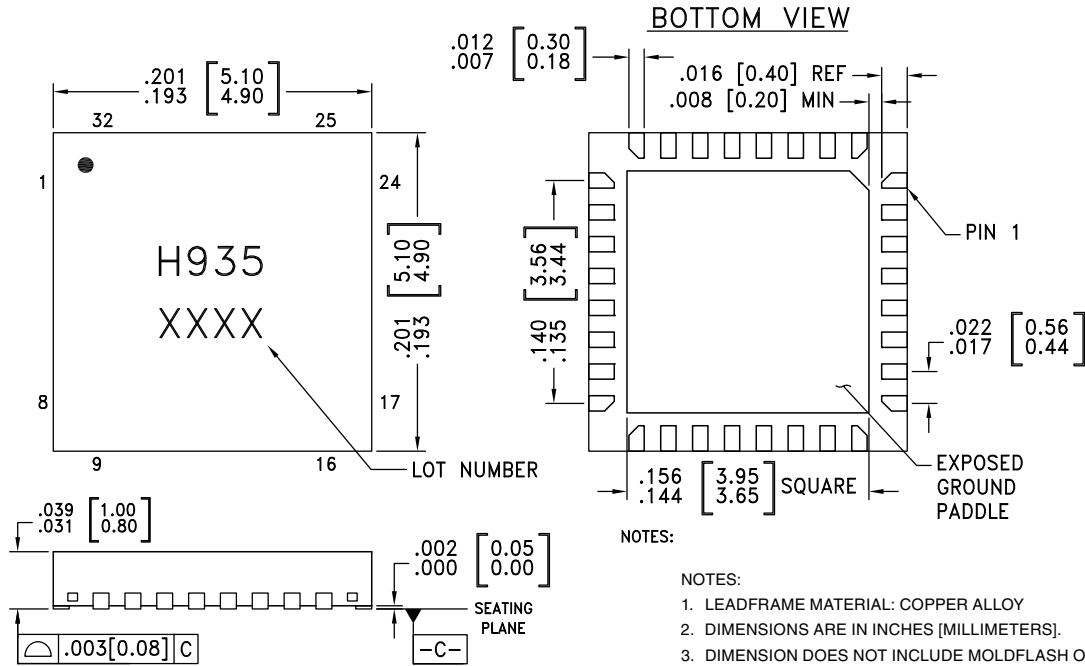 BOTTOM VIEW
.201 [5.10]
.193 [4.90]
32
25
1
24
H935
XXXX
8
17
9
16
LOT NUMBER
.201 [5.10]
.193 [4.90]
.012 [0.30]
.007 [0.18]
.016 [0.40] REF
.008 [0.20] MIN
PIN 1
.140 [3.56]
.135 [3.44]
.022 [0.56]
.017 [0.44]
.156 [3.95]
.144 [3.65]
SQUARE
EXPOSED
GROUND
PADDLE
.039 [1.00]
.031 [0.80]
.002 [0.05]
.000 [0.00]
SEATING
PLANE
.003[0.08] C
-C-
NOTES:
NOTES:
1. LEADFRAME MATERIAL: COPPER ALLOY
2. DIMENSIONS ARE IN INCHES [MILLIMETERS].
3. DIMENSION DOES NOT INCLUDE MOLDFLASH